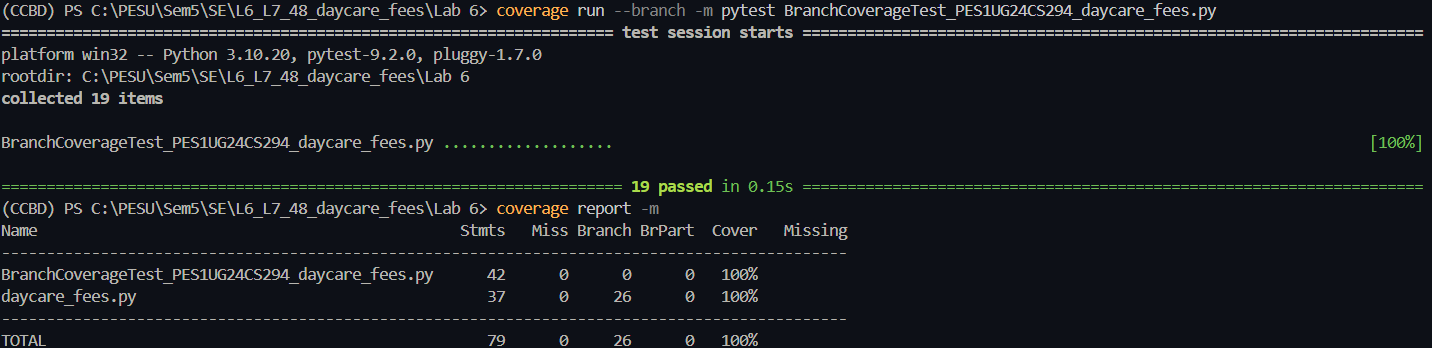 (CCBD) PS C:\PESU\Sem5\SE\L6_L7_48_daycare_fees\Lab 6> coverage run --branch -m pytest BranchCoverageTest_PES1UG24CS294_daycare_fees.py
==================================================================== test session starts =====================================================================
platform win32 -- Python 3.10.20, pytest-9.2.0, pluggy-1.7.0
rootdir: C:\PESU\Sem5\SE\L6_L7_48_daycare_fees\Lab 6
collected 19 items
BranchCoverageTest_PES1UG24CS294_daycare_fees.py ................... [100%]
===================================================================== 19 passed in 0.15s =====================================================================
(CCBD) PS C:\PESU\Sem5\SE\L6_L7_48_daycare_fees\Lab 6> coverage report -m
Name Stmts Miss Branch BrPart Cover Missing
----------------------------------------------------------------------------------------------
BranchCoverageTest_PES1UG24CS294_daycare_fees.py 42 0 0 0 100%
daycare_fees.py 37 0 26 0 100%
----------------------------------------------------------------------------------------------
TOTAL 79 0 26 0 100%